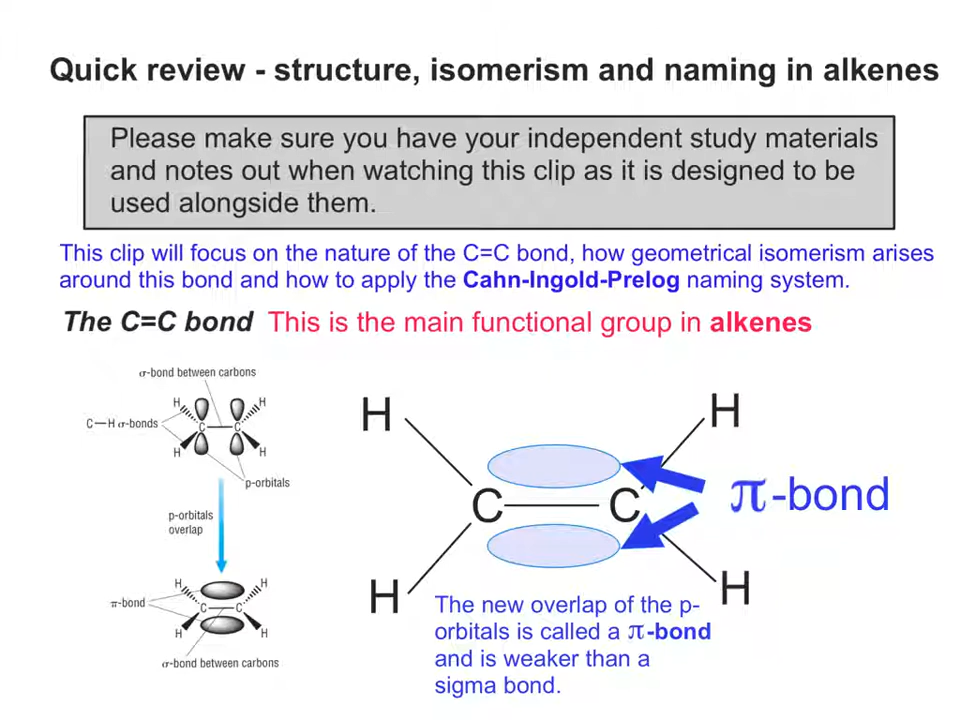 Quick review - structure, isomerism and naming in alkenes
Please make sure you have your independent study materials
and notes out when watching this clip as it is designed to be
used alongside them.
This clip will focus on the nature of the C=C bond, how geometrical isomerism arises
around this bond and how to apply the Cahn-Ingold-Prelog naming system.
The C=C bond This is the main functional group in alkenes
σ-bond between carbons
H H
C—H σ-bonds
C C
H H
p-orbitals
p-orbitals
overlap
H H
π-bond
C C
H H
σ-bond between carbons
H H
C C
π-bond
H H
The new overlap of the p-
orbitals is called a π-bond
and is weaker than a
sigma bond.